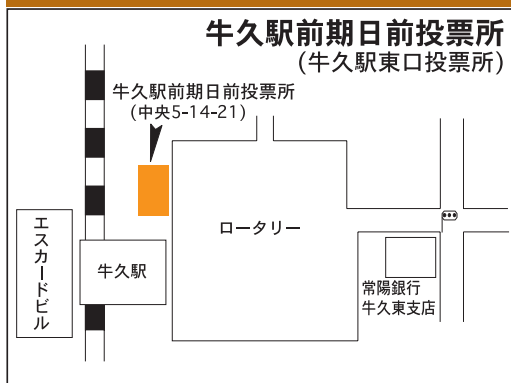 牛久駅前期日前投票所
(牛久駅東口投票所)
牛久駅前期日前投票所
(中央5-14-21)
エスカードビル
牛久駅
ロータリー
常陽銀行
牛久東支店